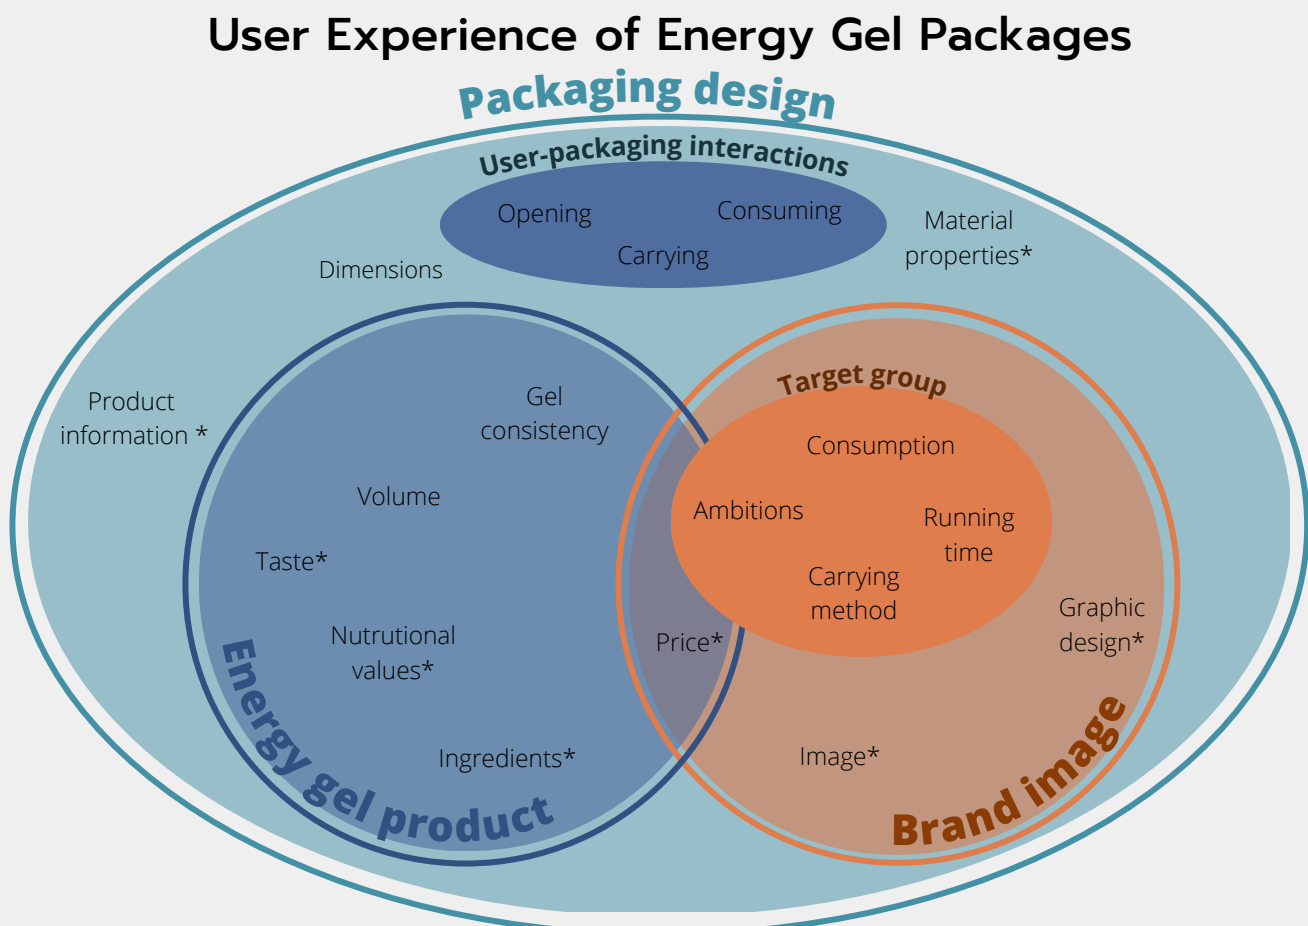 User Experience of Energy Gel Packages
Packaging design
User-packaging interactions
Opening
Consuming
Carrying
Material
properties*
Dimensions
Product
information *
Gel
consistency
Volume
Taste*
Nutrutional
values*
Ingredients*
Energy gel product
Price*
Target group
Consumption
Ambitions
Running
time
Carrying
method
Graphic
design*
Image*
Brand image